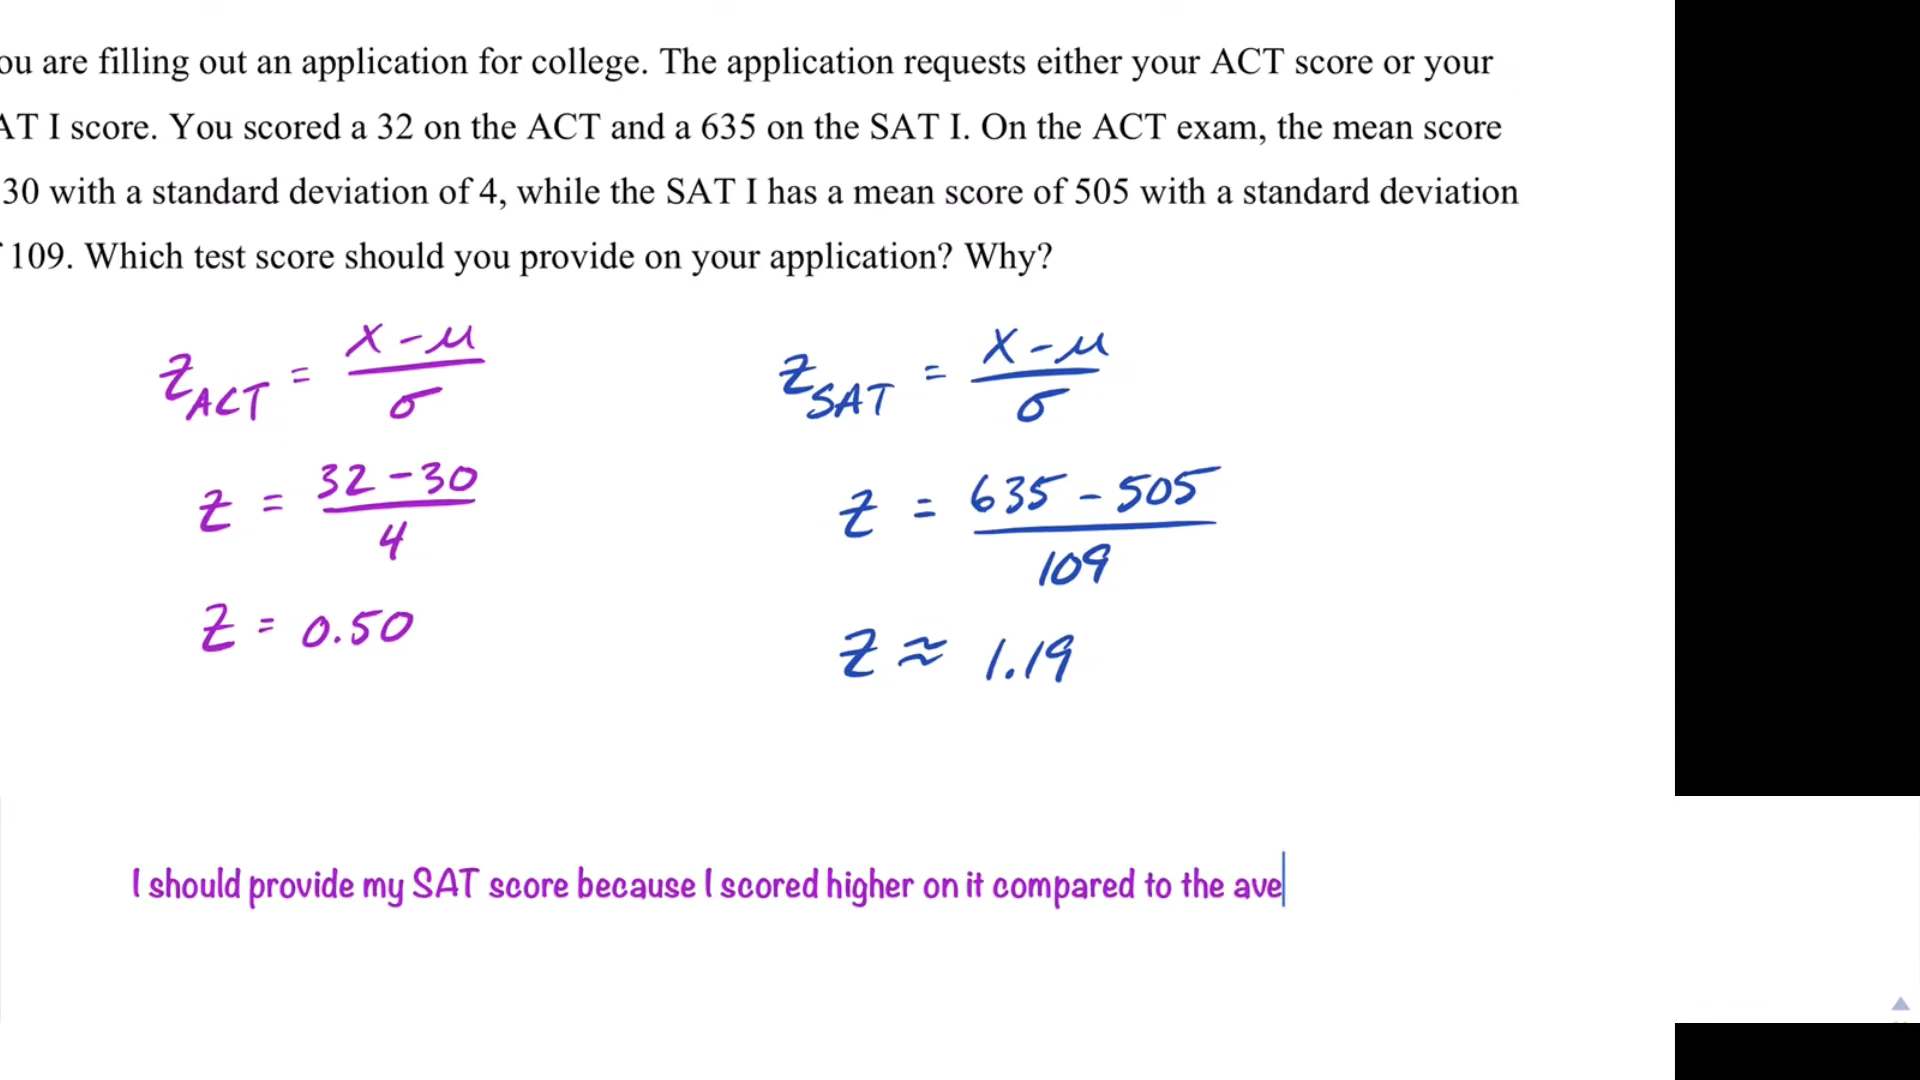 ou are filling out an application for college. The application requests either your ACT score or your
AT I score. You scored a 32 on the ACT and a 635 on the SAT I. On the ACT exam, the mean score
30 with a standard deviation of 4, while the SAT I has a mean score of 505 with a standard deviation
109. Which test score should you provide on your application? Why?
Z_ACT = (x - μ) / σ
Z = (32 - 30) / 4
Z = 0.50
Z_SAT = (x - μ) / σ
Z = (635 - 505) / 109
Z ≈ 1.19
I should provide my SAT score because I scored higher on it compared to the ave